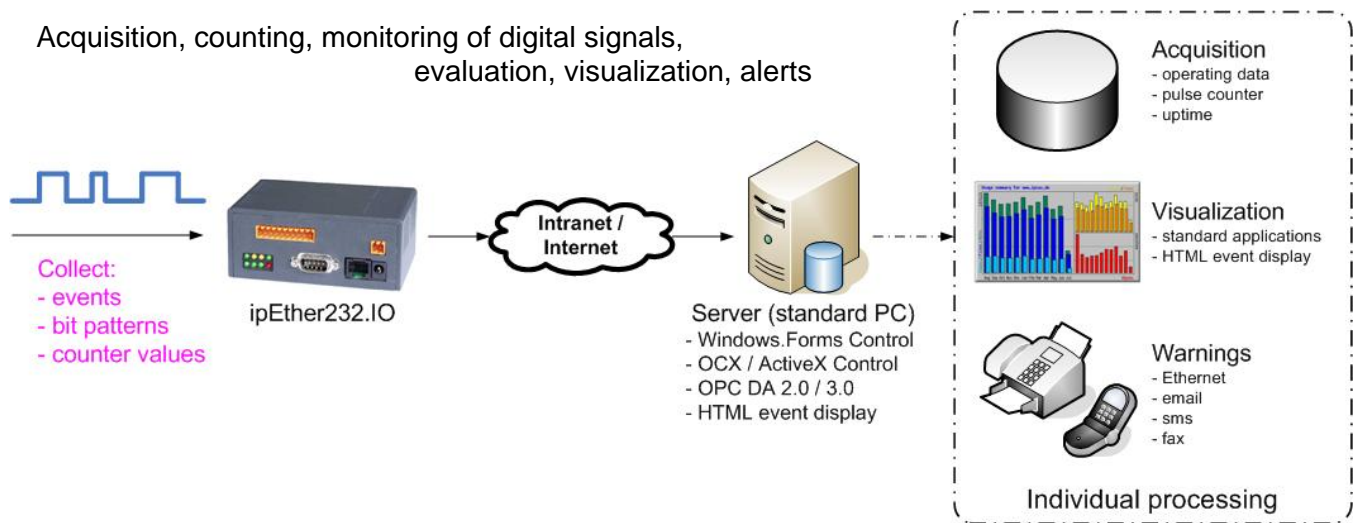 Acquisition, counting, monitoring of digital signals,
evaluation, visualization, alerts
Collect:
- events
- bit patterns
- counter values
ipEther232.IO
Intranet /
Internet
Server (standard PC)
- Windows.Forms Control
- OCX / ActiveX Control
- OPC DA 2.0 / 3.0
- HTML event display
Acquisition
- operating data
- pulse counter
- uptime
Visualization
- standard applications
- HTML event display
Warnings
- Ethernet
- email
- sms
- fax
Individual processing